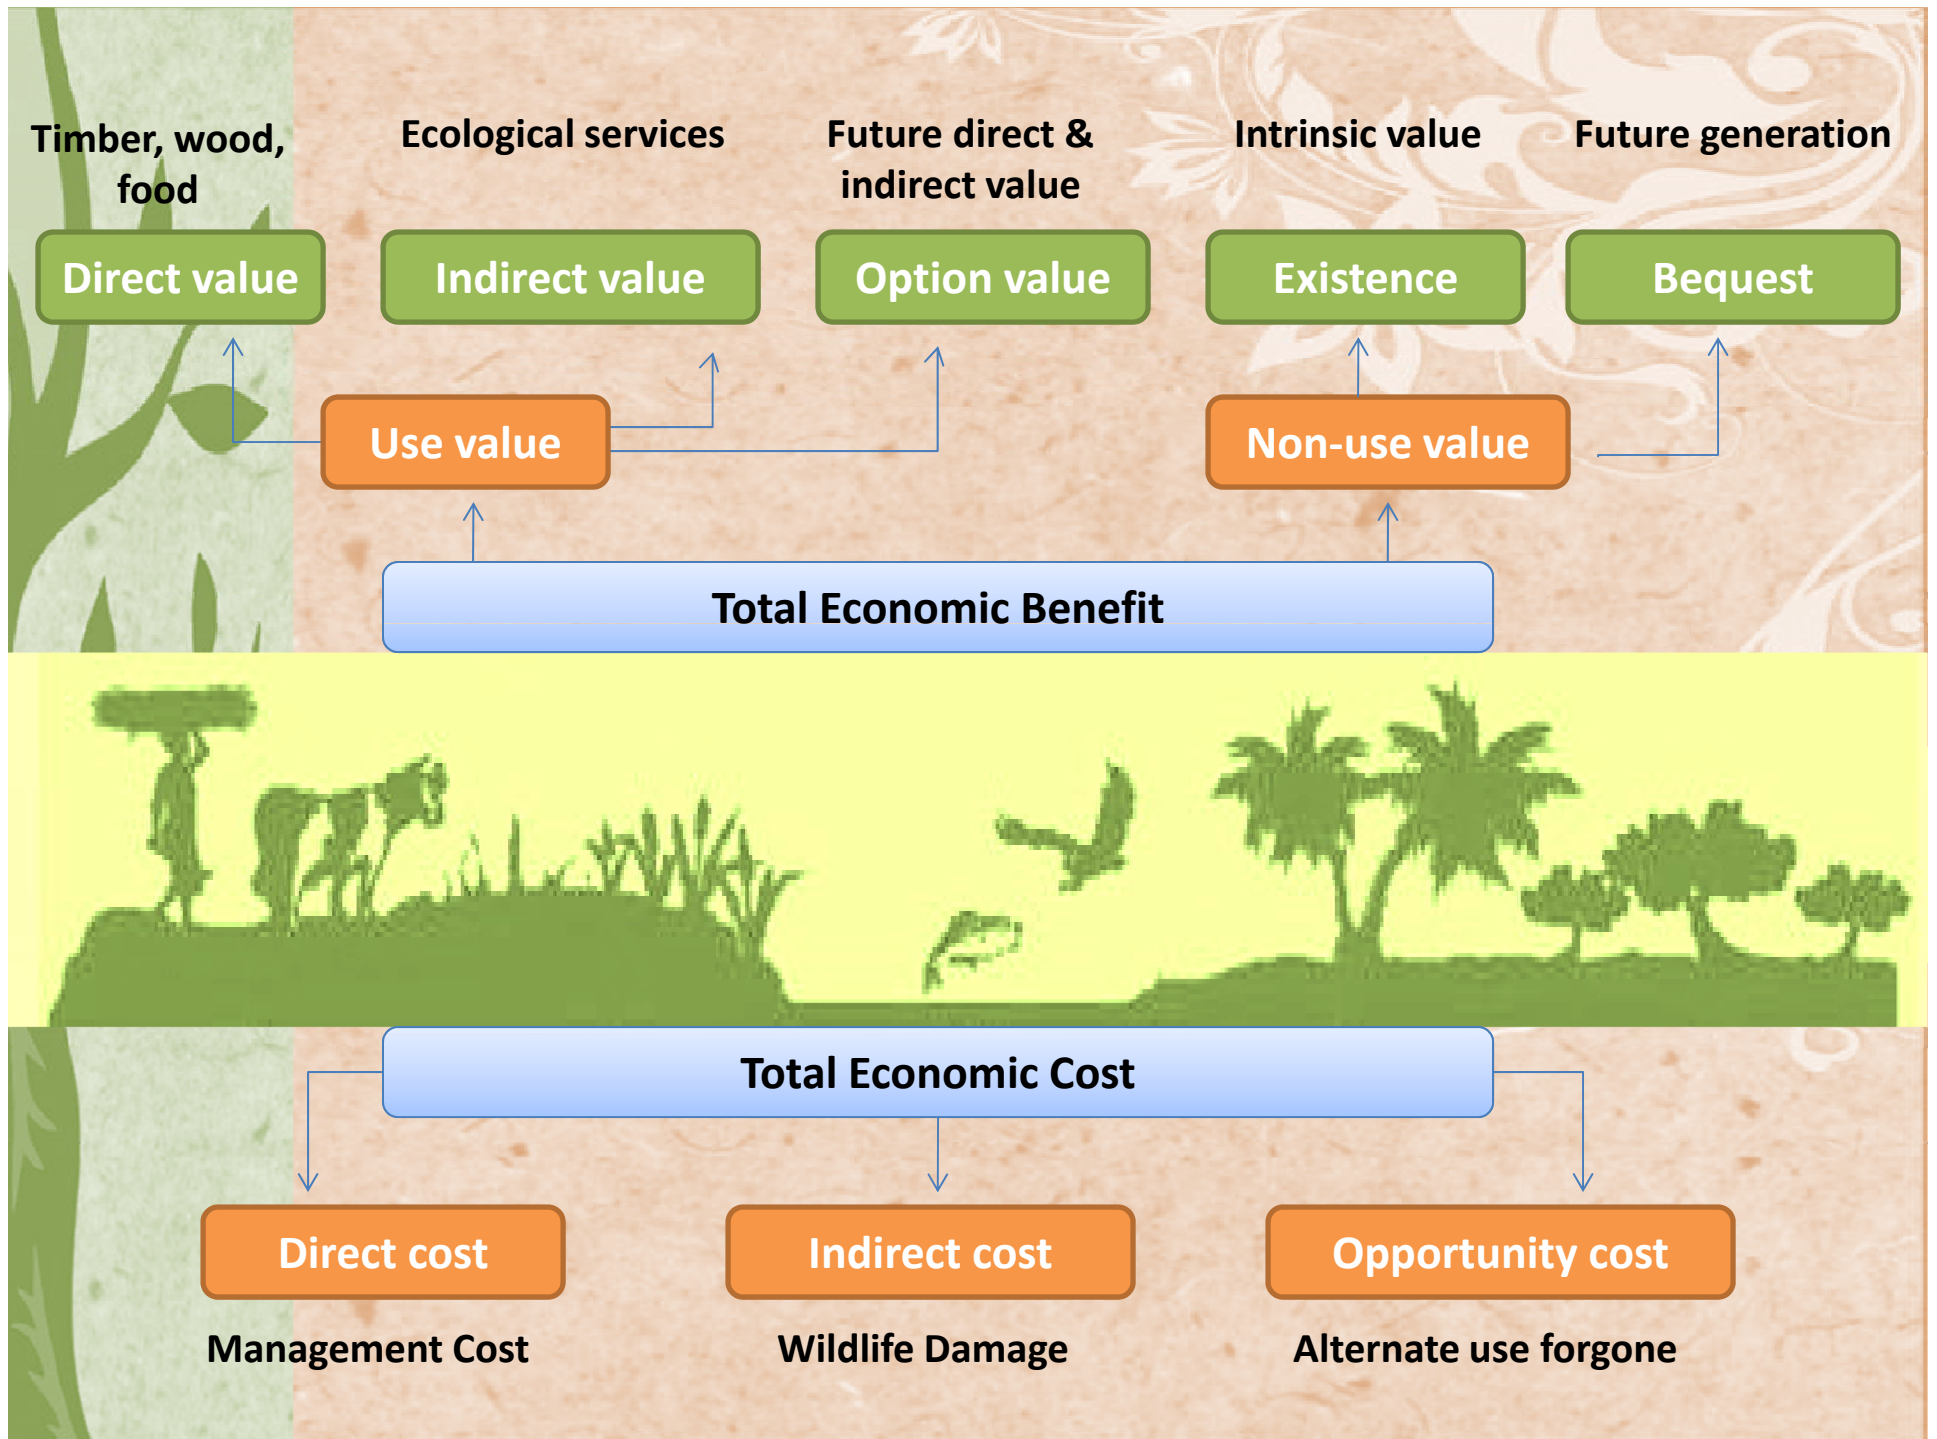 Timber, wood,
food
Ecological services
Future direct &
indirect value
Intrinsic value
Future generation
Direct value
Indirect value
Option value
Existence
Bequest
Use value
Non-use value
Total Economic Benefit
Total Economic Cost
Direct cost
Indirect cost
Opportunity cost
Management Cost
Wildlife Damage
Alternate use forgone